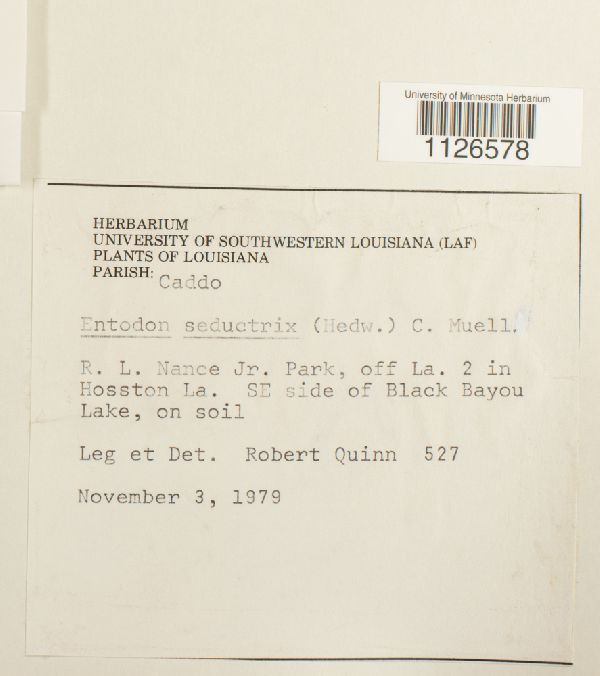 University of Minnesota Herbarium
1126578
HERBARIUM
UNIVERSITY OF SOUTHWESTERN LOUISIANA (LAF)
PLANTS OF LOUISIANA
PARISH: Caddo
Entodon seductrix (Hedw.) C. Muell.
R. L. Nance Jr. Park, off La. 2 in
Hosston La. SE side of Black Bayou
Lake, on soil
Leg et Det. Robert Quinn 527
November 3, 1979